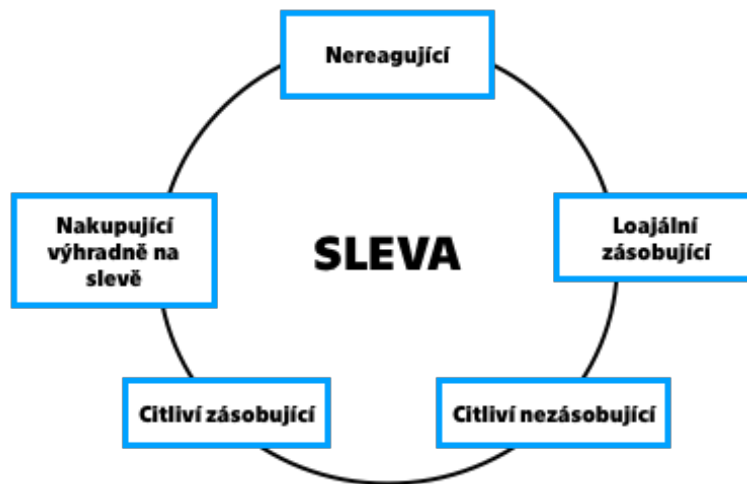 Nereagující
Nakupující
výhradně na
slevě
SLEVA
Loajální
zásobující
Citliví zásobující
Citliví nezásobující